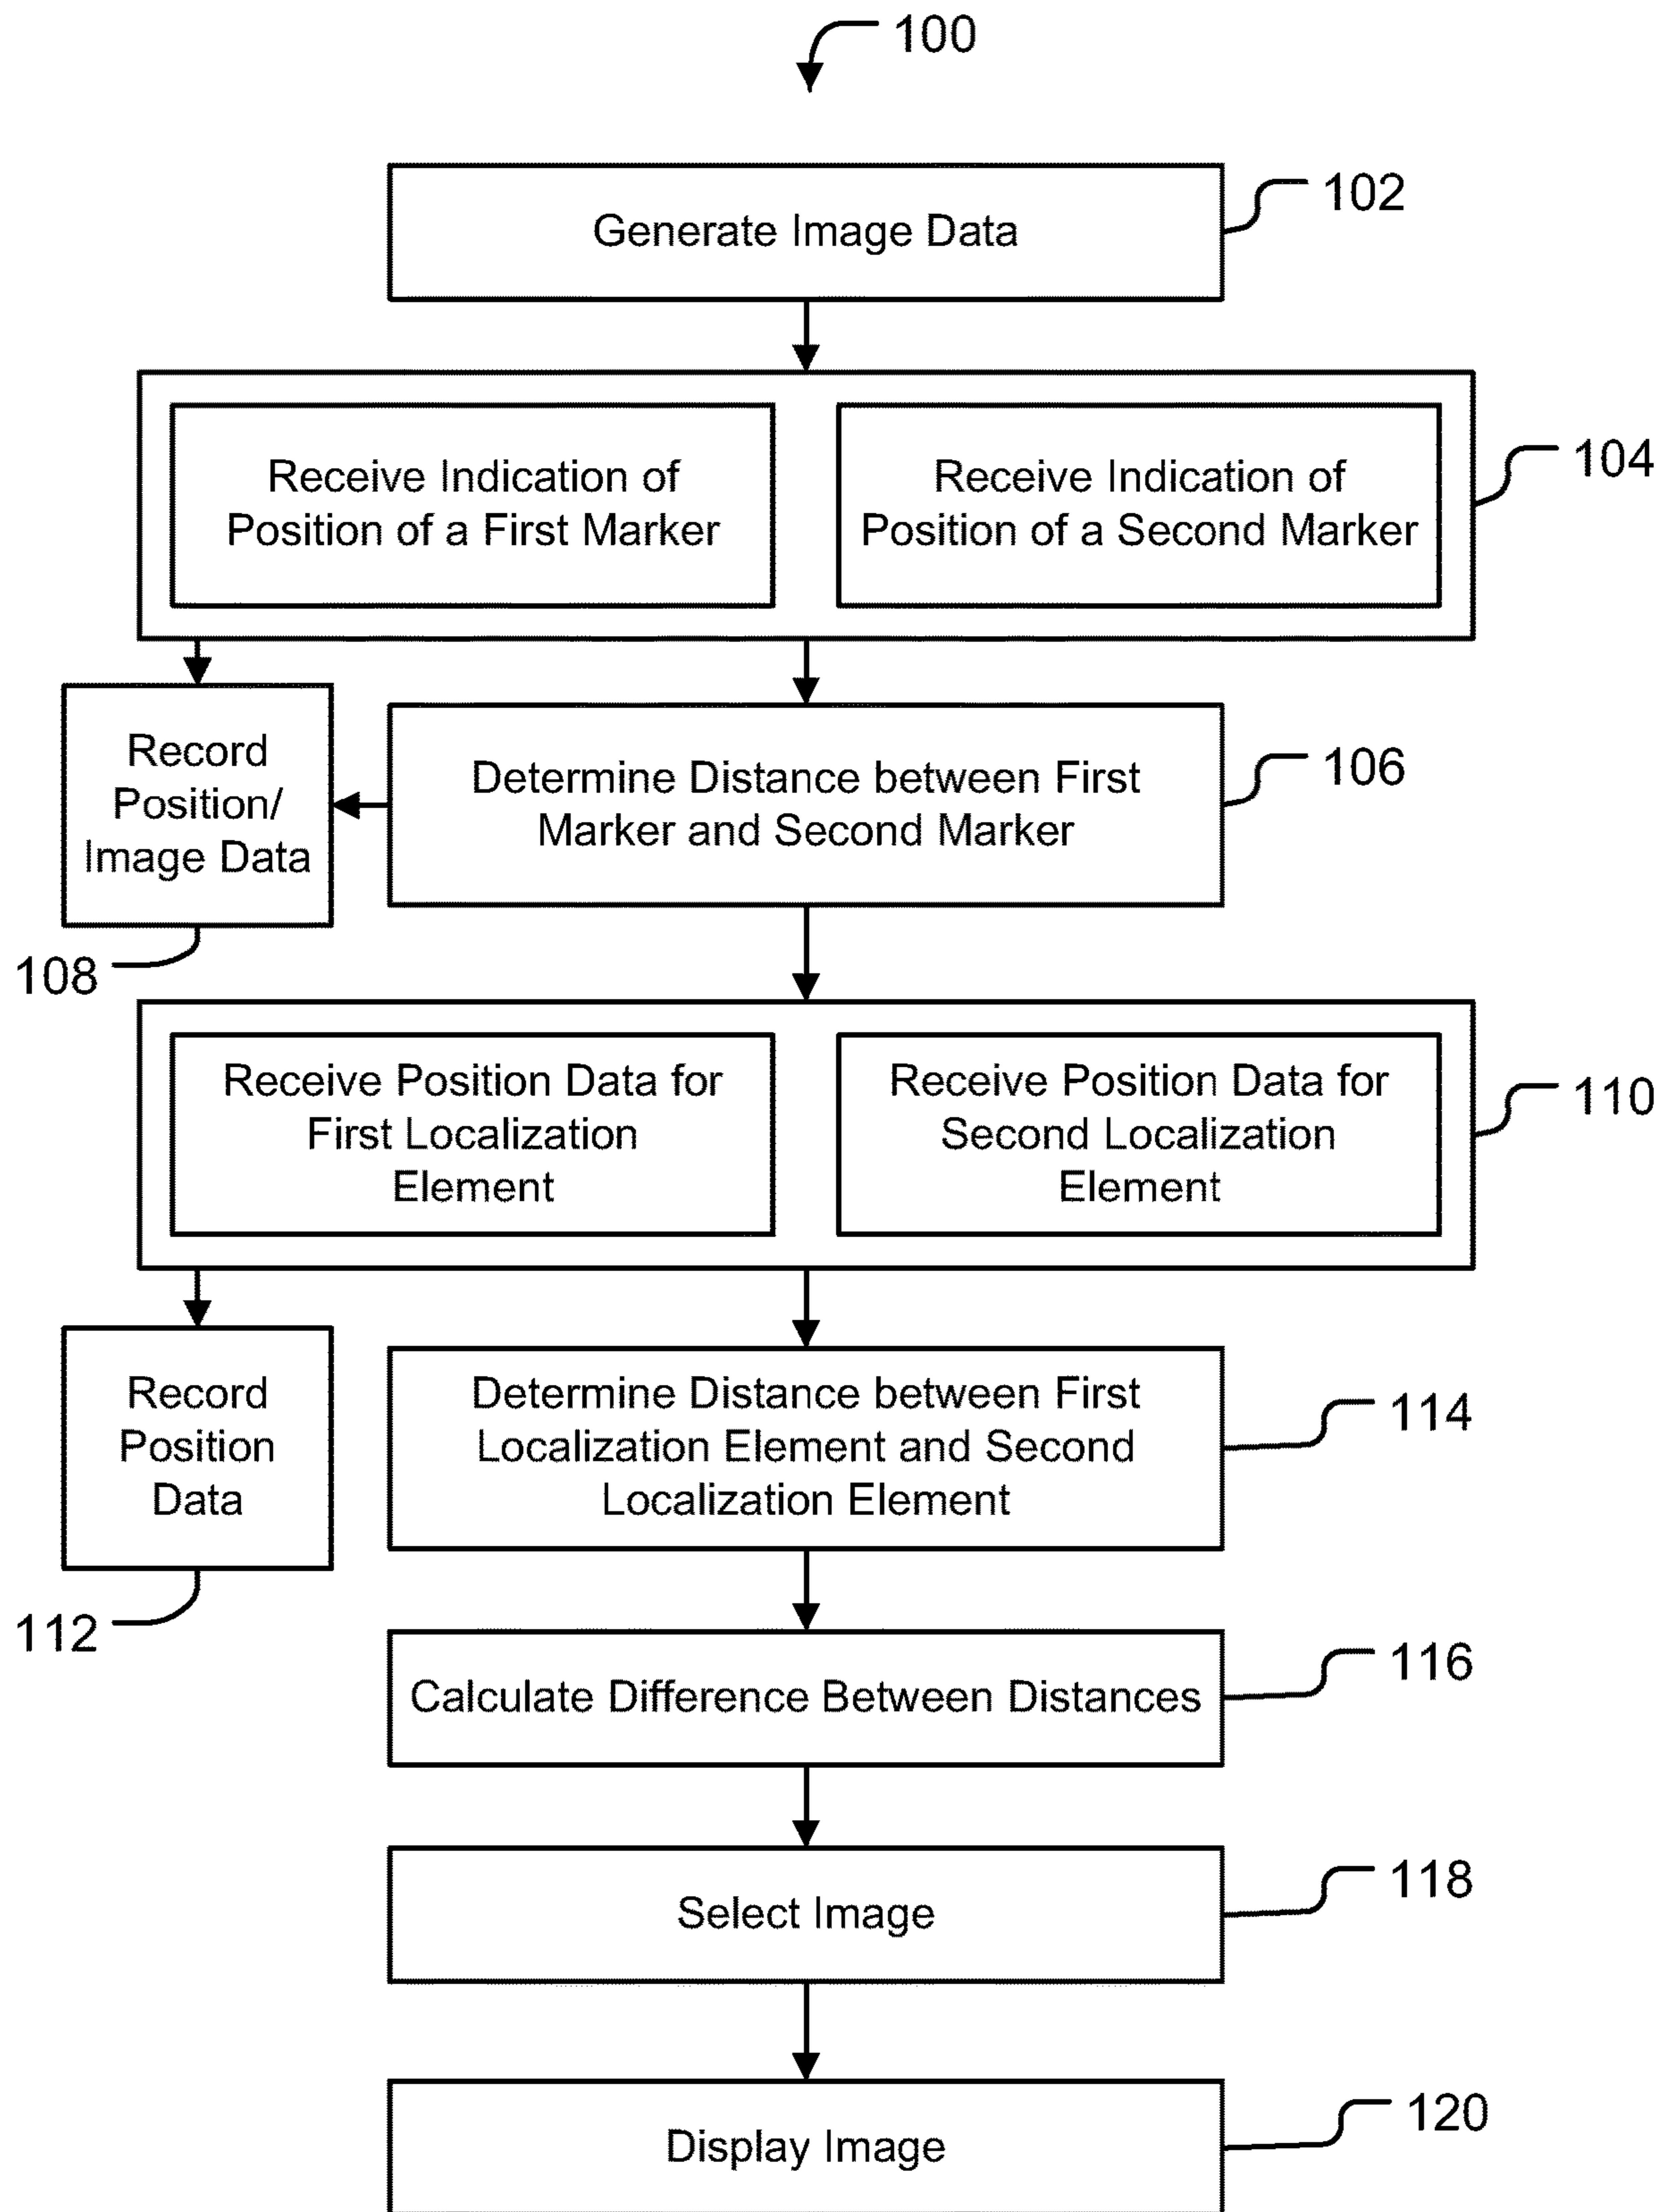 100
Generate Image Data
102
Receive Indication of
Position of a First Marker
Receive Indication of
Position of a Second Marker
104
Record
Position/
Image Data
108
Determine Distance between First
Marker and Second Marker
106
Receive Position Data for
First Localization
Element
Receive Position Data for
Second Localization
Element
110
Record
Position
Data
112
Determine Distance between First
Localization Element and Second
Localization Element
114
Calculate Difference Between Distances
116
Select Image
118
Display Image
120